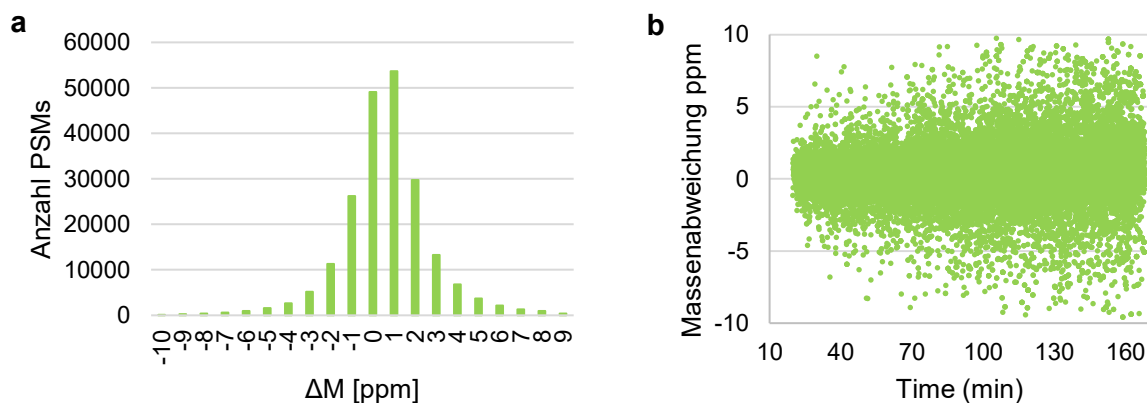 a
60000
50000
40000
30000
20000
10000
0
Anzahl PSMs
-10 -9 -8 -7 -6 -5 -4 -3 -2 -1 0 1 2 3 4 5 6 7 8 9
ΔM [ppm]
b
10
5
0
-5
-10
Massenabweichung ppm
10 40 70 100 130 160
Time (min)